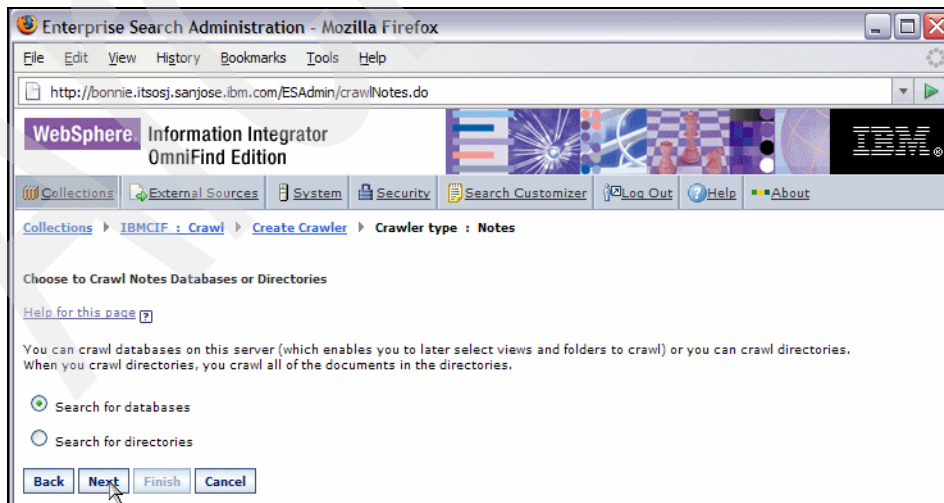 Enterprise Search Administration - Mozilla Firefox
File Edit View History Bookmarks Tools Help
http://bonnie.itsosj.sanjose.ibm.com/ESAdmin/crawlNotes.do
WebSphere. Information Integrator
OmniFind Edition
IBM®
Collections External Sources System Security Search Customizer Log Out Help About
Collections IBMCIF : Crawl Create Crawler Crawler type : Notes
Choose to Crawl Notes Databases or Directories
Help for this page ?
You can crawl databases on this server (which enables you to later select views and folders to crawl) or you can crawl directories.
When you crawl directories, you crawl all of the documents in the directories.
Search for databases
Search for directories
Back Next Finish Cancel